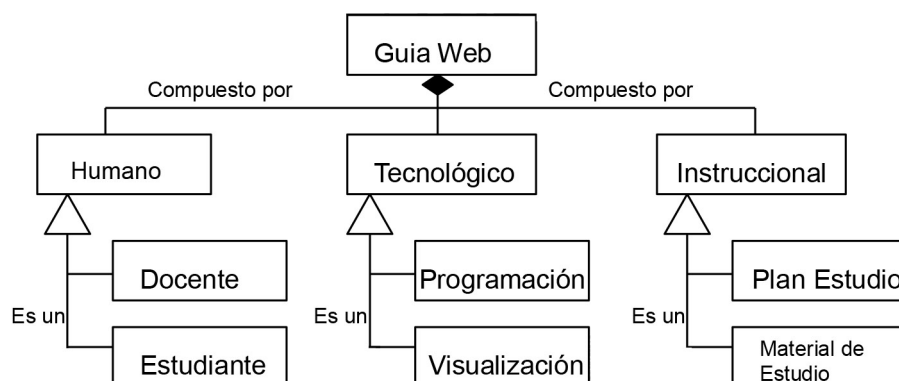 Guia Web
Compuesto por
Compuesto por
Humano
Tecnológico
Instruccional
Docente
Programación
Plan Estudio
Es un
Es un
Es un
Estudiante
Visualización
Material de
Estudio